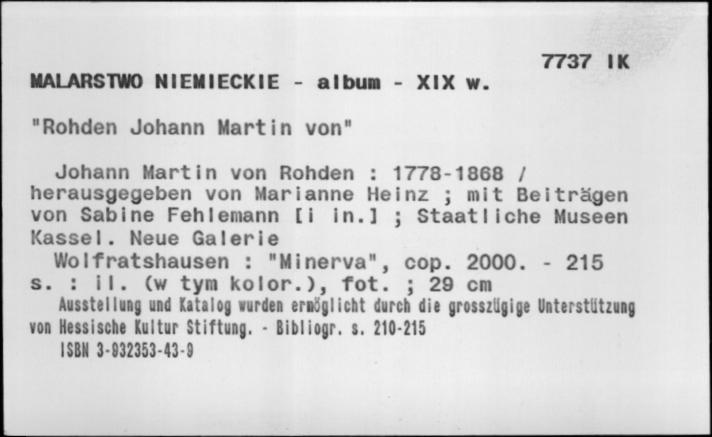 7737 IK
MALARSTWO NIEMIECKIE - album - XIX w.
"Rohden Johann Martin von"
Johann Martin von Rohden : 1778-1868 /
herausgegeben von Marianne Heinz ; mit Beiträgen
von Sabine Fehlemann [i in.] ; Staatliche Museen
Kassel. Neue Galerie
Wolfratshausen : "Minerva", cop. 2000. - 215
s. : il. (w tym kolor.), fot. ; 29 cm
Ausstellung und Katalog wurden ermöglicht durch die grosszügige Unterstützung
von Hessische Kultur Stiftung. - Bibliogr. s. 210-215
ISBN 3-932353-43-9